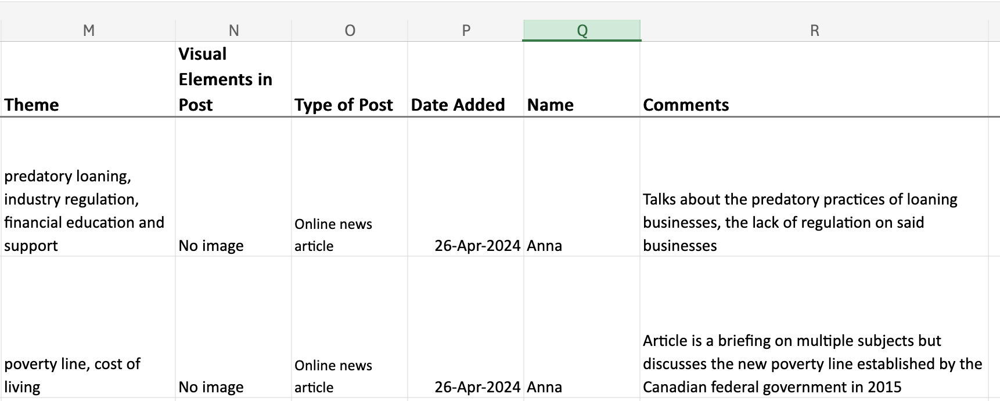 M N O P Q R
Visual
Elements in
Theme Post Type of Post Date Added Name Comments
predatory loaning,
industry regulation,
financial education and
support
No image
Online news
article
26-Apr-2024
Anna
Talks about the predatory practices of loaning
businesses, the lack of regulation on said
businesses
poverty line, cost of
living
No image
Online news
article
26-Apr-2024
Anna
Article is a briefing on multiple subjects but
discusses the new poverty line established by the
Canadian federal government in 2015